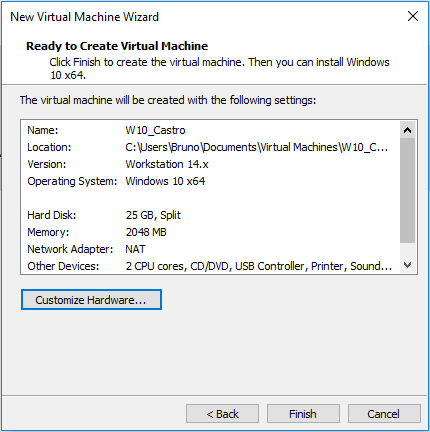 New Virtual Machine Wizard
Ready to Create Virtual Machine
Click Finish to create the virtual machine. Then you can install Windows
10 x64.
The virtual machine will be created with the following settings:
Name: W10_Castro
Location: C:\Users\Bruno\Documents\Virtual Machines\W10_C...
Version: Workstation 14.x
Operating System: Windows 10 x64
Hard Disk: 25 GB, Split
Memory: 2048 MB
Network Adapter: NAT
Other Devices: 2 CPU cores, CD/DVD, USB Controller, Printer, Sound...
Customize Hardware...
< Back Finish Cancel